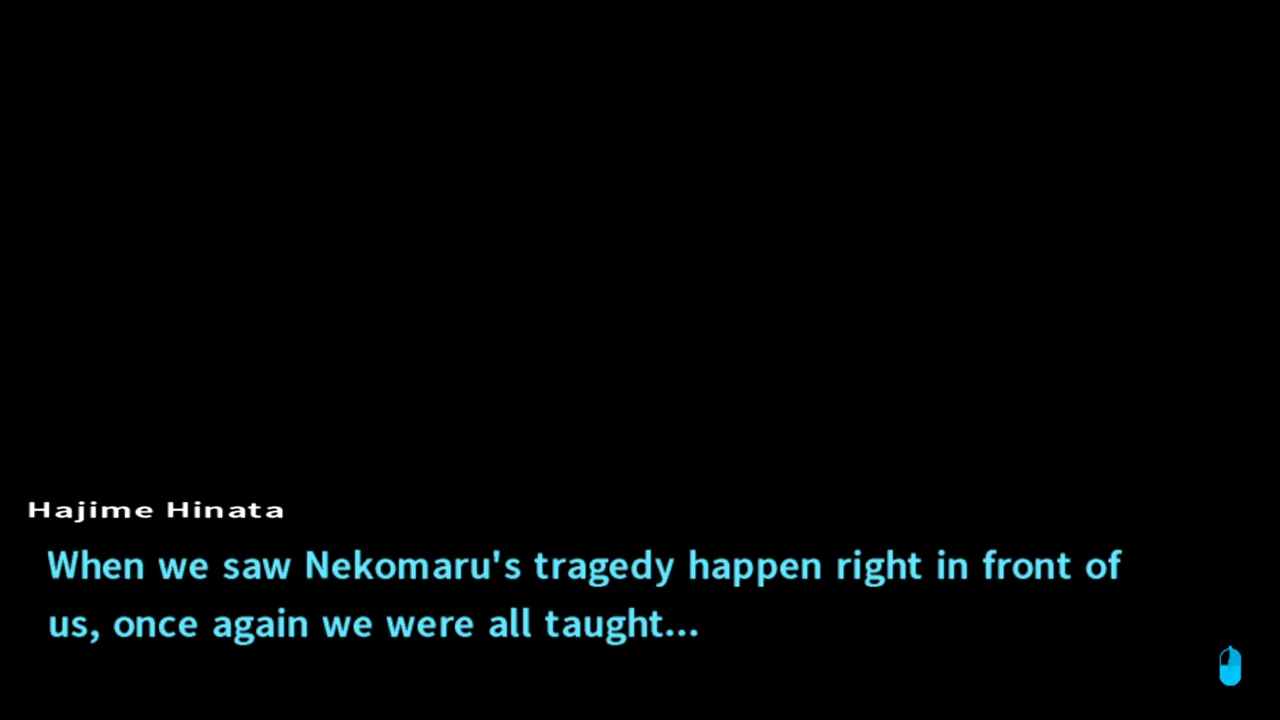 Hajime Hinata
When we saw Nekomaru's tragedy happen right in front of
us, once again we were all taught...